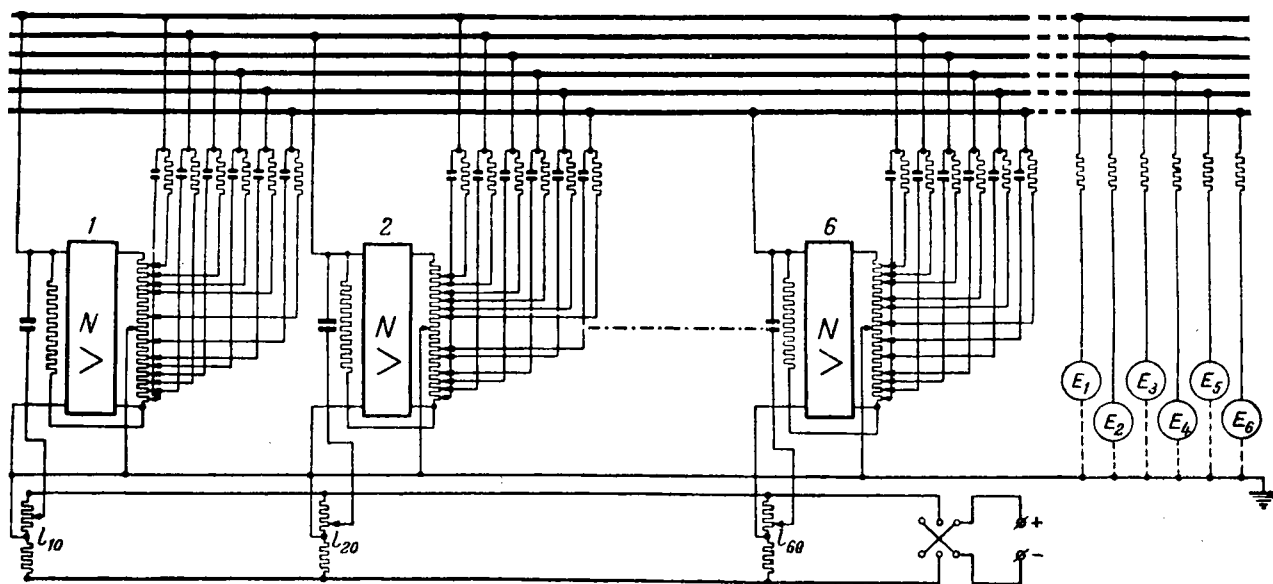 1
2
6
N
>
N
>
N
>
E₁
E₃
E₅
E₂
E₄
E₆
l₁₀
l₂₀
l₆₀
+
−